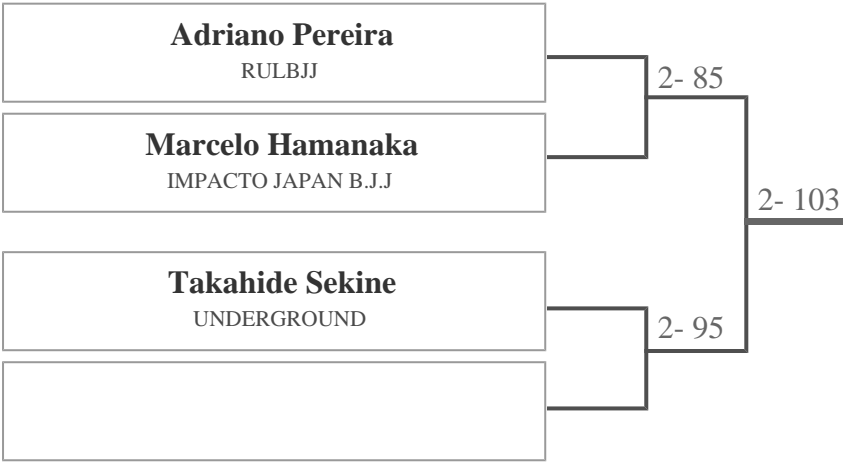 Adriano Pereira
RULBJJ
2- 85
Marcelo Hamanaka
IMPACTO JAPAN B.J.J
2- 103
Takahide Sekine
UNDERGROUND
2- 95